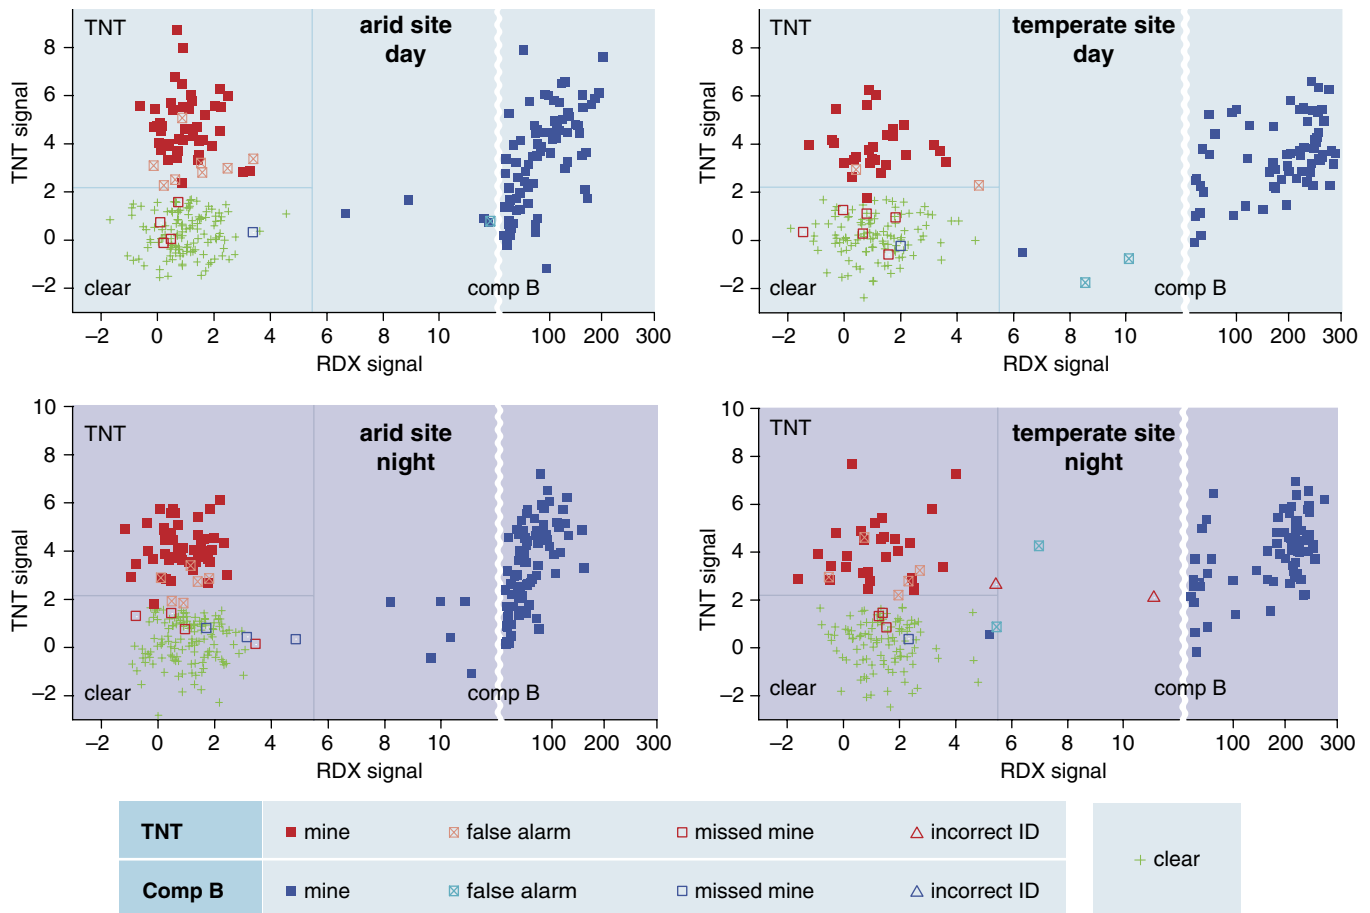 TNT
arid site
day
8
6
4
2
0
−2
TNT signal
clear
comp B
−2 0 2 4 6 8 10 100 200 300
RDX signal
TNT
temperate site
day
8
6
4
2
0
−2
TNT signal
clear
comp B
−2 0 2 4 6 8 10 100 200 300
RDX signal
10
TNT
arid site
night
8
6
4
2
0
−2
TNT signal
clear
comp B
−2 0 2 4 6 8 10 100 200 300
RDX signal
10
TNT
temperate site
night
8
6
4
2
0
−2
TNT signal
clear
comp B
−2 0 2 4 6 8 10 100 200 300
RDX signal
TNT mine false alarm missed mine incorrect ID
Comp B mine false alarm missed mine incorrect ID
clear